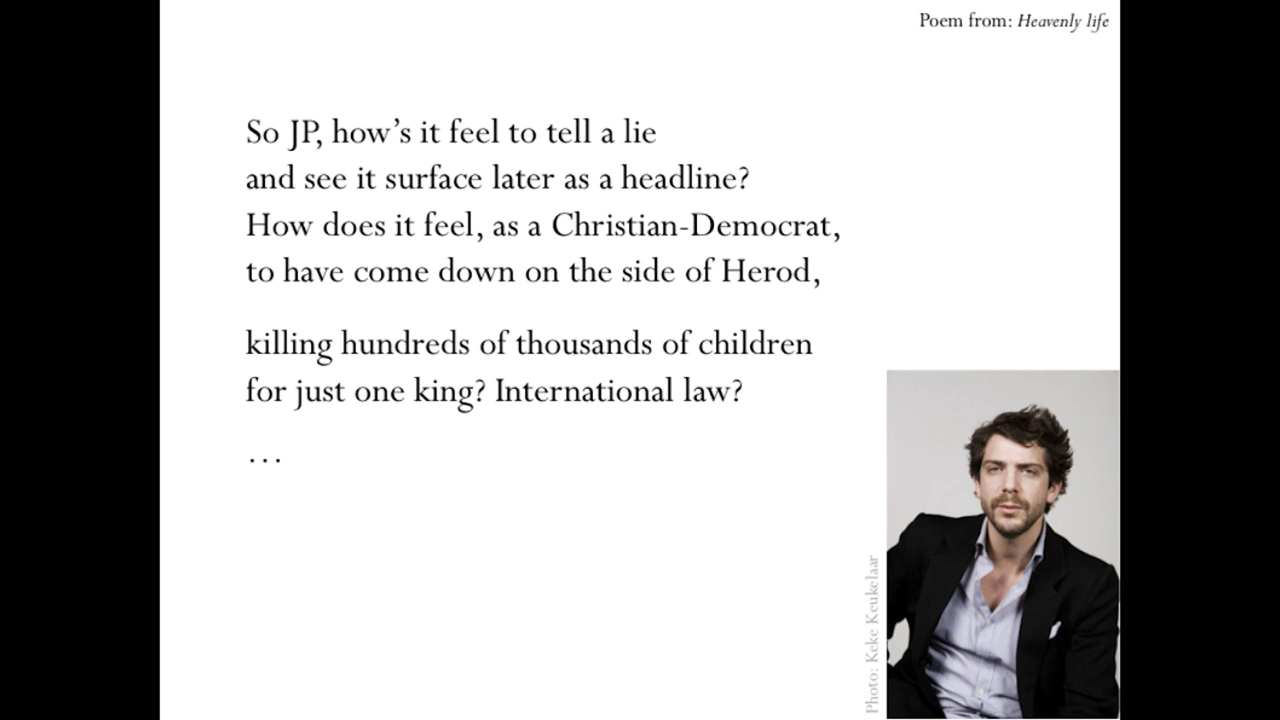 Poem from: Heavenly life
So JP, how’s it feel to tell a lie
and see it surface later as a headline?
How does it feel, as a Christian-Democrat,
to have come down on the side of Herod,
killing hundreds of thousands of children
for just one king? International law?
…
Photo: Keke Keukelaar